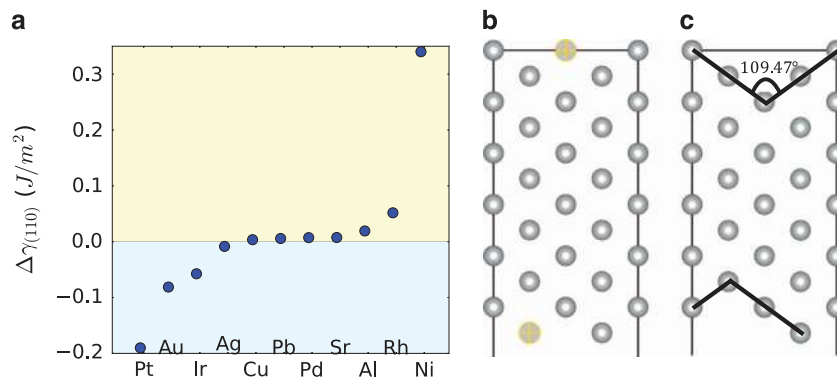 a
b
c
Δγ(110) (J/m²)
0.3
0.2
0.1
0.0
−0.1
−0.2
Au Ag Pb Sr Rh
Pt Ir Cu Pd Al Ni
109.47°